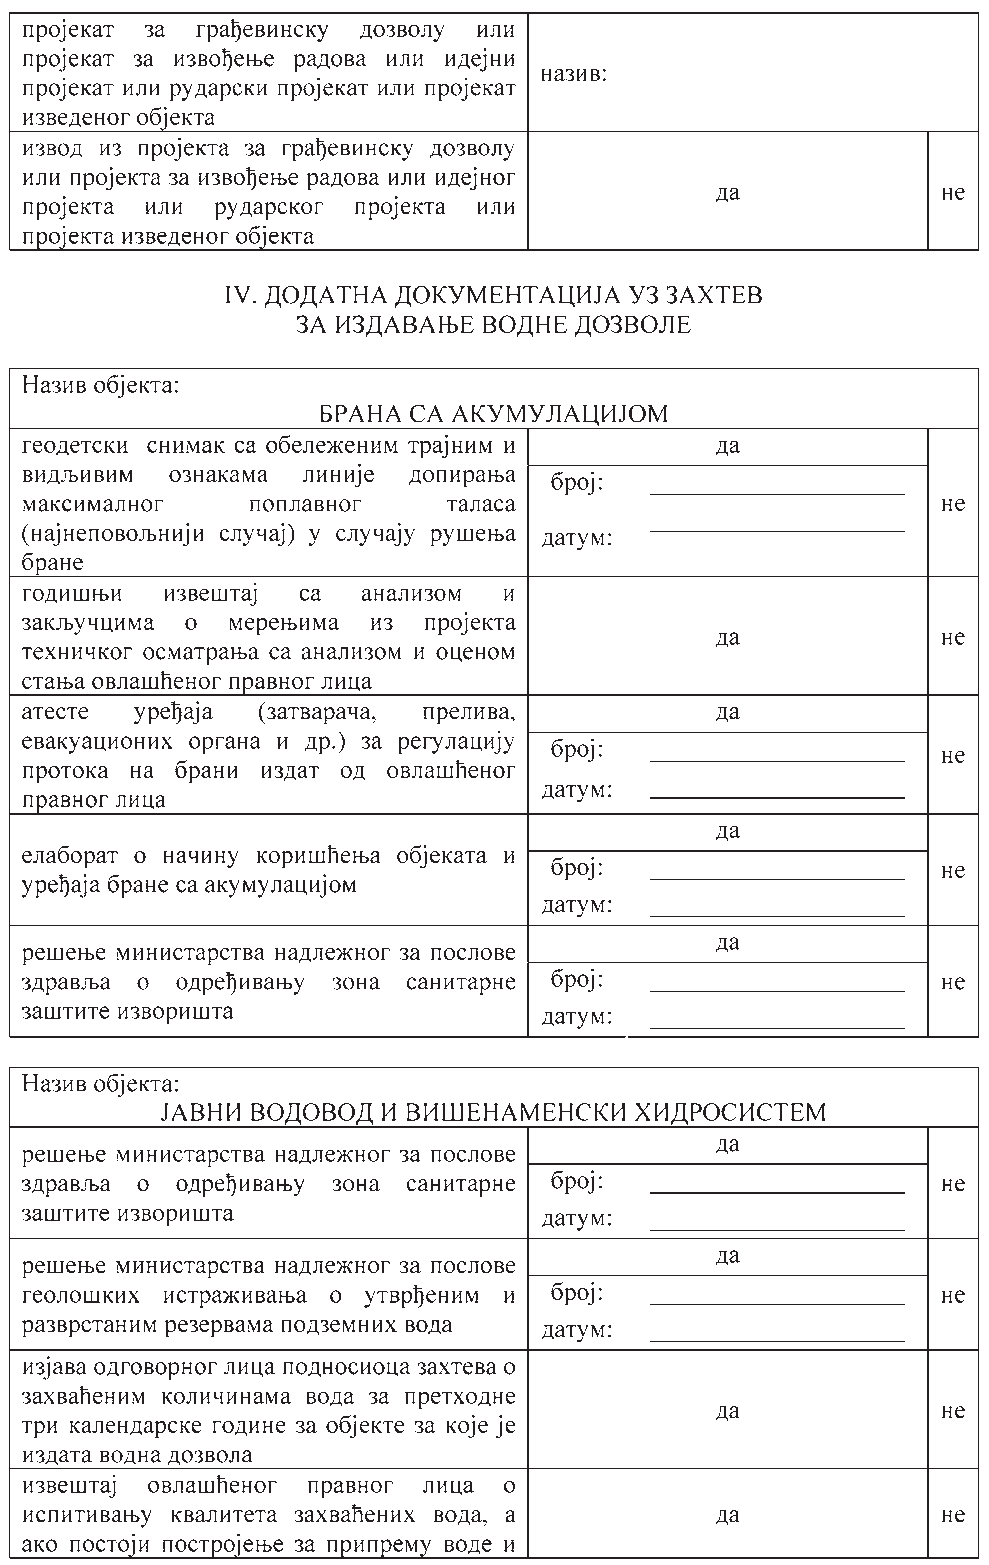 пројекат за грађевинску дозволу или
пројекат за извођење радова или идејни
пројекат или рударски пројекат или пројекат
изведеног објекта
назив:
извод из пројекта за грађевинску дозволу
или пројекта за извођење радова или идејног
пројекта или рударског пројекта или
пројекта изведеног објекта
да
не
IV. ДОДАТНА ДОКУМЕНТАЦИЈА УЗ ЗАХТЕВ
ЗА ИЗДАВАЊЕ ВОДНЕ ДОЗВОЛЕ
Назив објекта:
БРАНА СА АКУМУЛАЦИЈОМ
геодетски снимак са обележеним трајним и
видљивим ознакама линије допирања
максималног поплавног таласа
(најнеповољнији случај) у случају рушења
бране
да
број:
датум:
не
годишњи извештај са анализом и
закључцима о мерењима из пројекта
техничког осматрања са анализом и оценом
стања овлашћеног правног лица
да
не
атесте уређаја (затварача, прелива,
евакуационих органа и др.) за регулацију
протока на брани издат од овлашћеног
правног лица
да
број:
датум:
не
елаборат о начину коришћења објеката и
уређаја бране са акумулацијом
да
број:
датум:
не
решење министарства надлежног за послове
здравља о одређивању зона санитарне
заштите изворишта
да
број:
датум:
не
Назив објекта:
ЈАВНИ ВОДОВОД И ВИШЕНАМЕНСКИ ХИДРОСИСТЕМ
решење министарства надлежног за послове
здравља о одређивању зона санитарне
заштите изворишта
да
број:
датум:
не
решење министарства надлежног за послове
геолошких истраживања о утврђеним и
разврстаним резервама подземних вода
да
број:
датум:
не
изјава одговорног лица подносиоца захтева о
захваћеним количинама вода за претходне
три календарске године за објекте за које је
издата водна дозвола
да
не
извештај овлашћеног правног лица о
испитивању квалитета захваћених вода, а
ако постоји постројење за припрему воде и
да
не